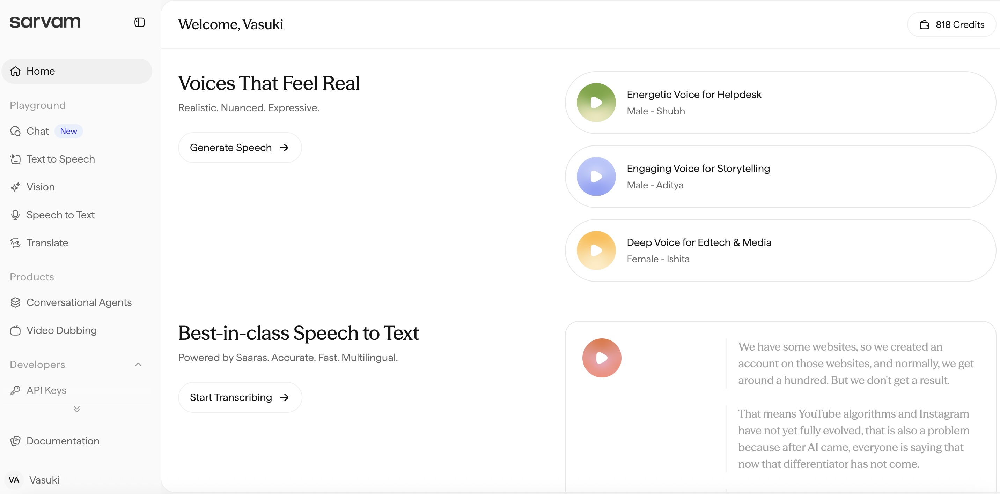 sarvam
Home
Playground
Chat New
Text to Speech
Vision
Speech to Text
Translate
Products
Conversational Agents
Video Dubbing
Developers
API Keys
Documentation
VA Vasuki
Welcome, Vasuki
818 Credits
Voices That Feel Real
Realistic. Nuanced. Expressive.
Generate Speech
Energetic Voice for Helpdesk
Male - Shubh
Engaging Voice for Storytelling
Male - Aditya
Deep Voice for Edtech & Media
Female - Ishita
Best-in-class Speech to Text
Powered by Saaras. Accurate. Fast. Multilingual.
Start Transcribing
We have some websites, so we created an
account on those websites, and normally, we get
around a hundred. But we don't get a result.
That means YouTube algorithms and Instagram
have not yet fully evolved, that is also a problem
because after AI came, everyone is saying that
now that differentiator has not come.